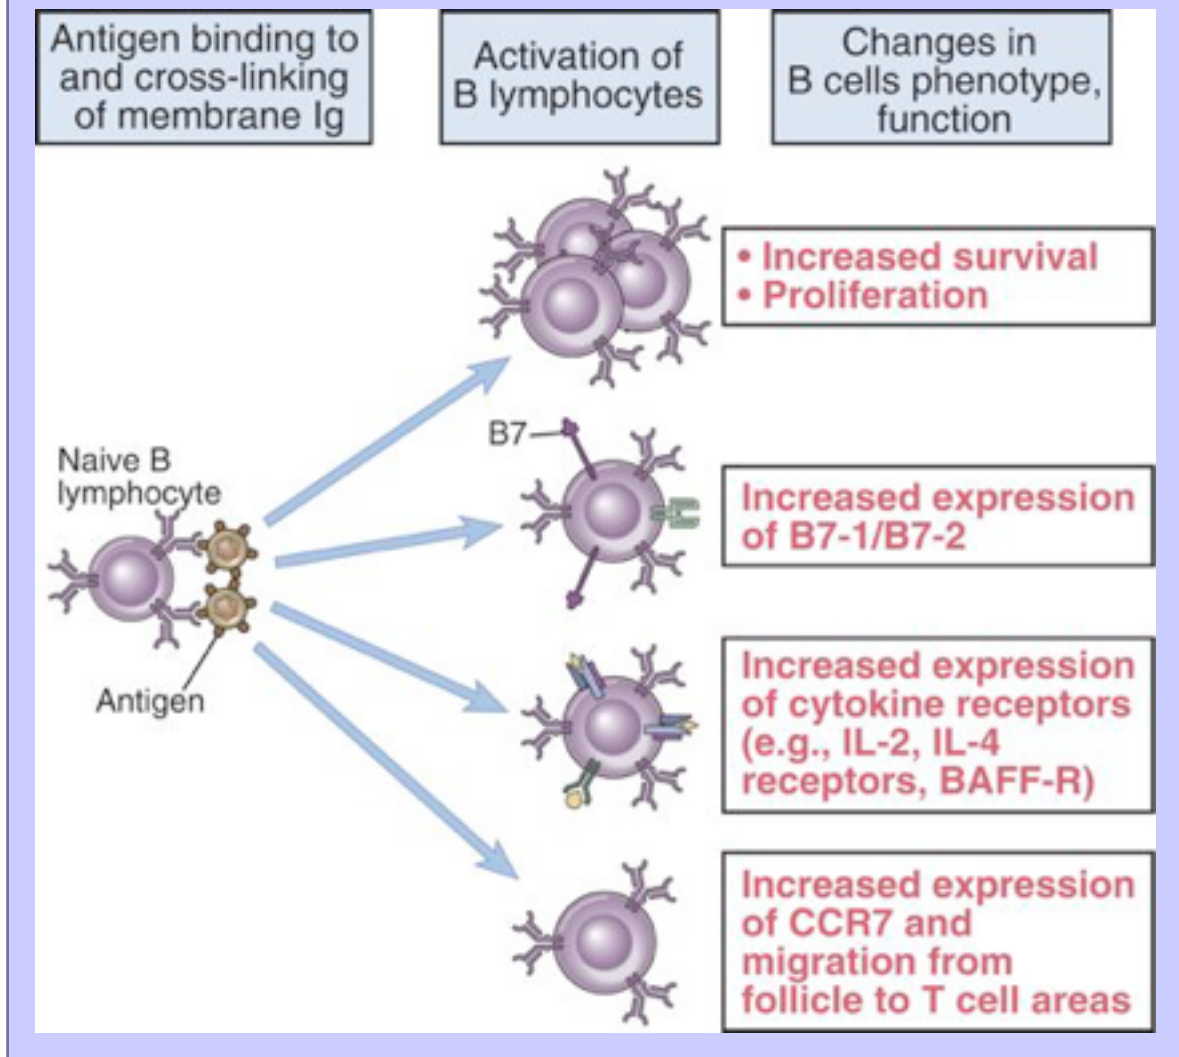 Antigen binding to
and cross-linking
of membrane Ig
Activation of
B lymphocytes
Changes in
B cells phenotype,
function
• Increased survival
• Proliferation
B7
Naive B
lymphocyte
Increased expression
of B7-1/B7-2
Antigen
Increased expression
of cytokine receptors
(e.g., IL-2, IL-4
receptors, BAFF-R)
Increased expression
of CCR7 and
migration from
follicle to T cell areas